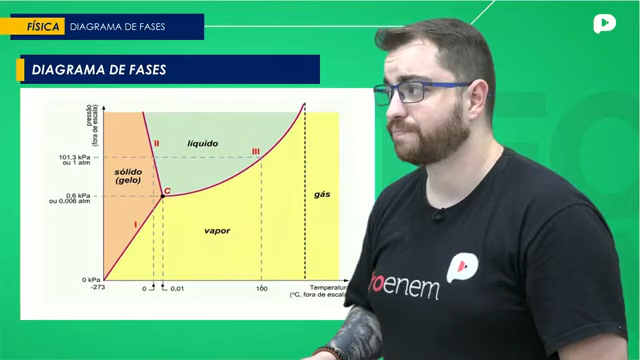 FÍSICA
DIAGRAMA DE FASES
DIAGRAMA DE FASES
pressão
(fora de escala)
101,3 kPa
ou 1 atm
0,6 kPa
ou 0,006 atm
0 kPa
-273
0
0,01
100
Temperatura
(ºC, fora de escala
sólido
(gelo)
líquido
vapor
gás
I
II
III
C
roenem